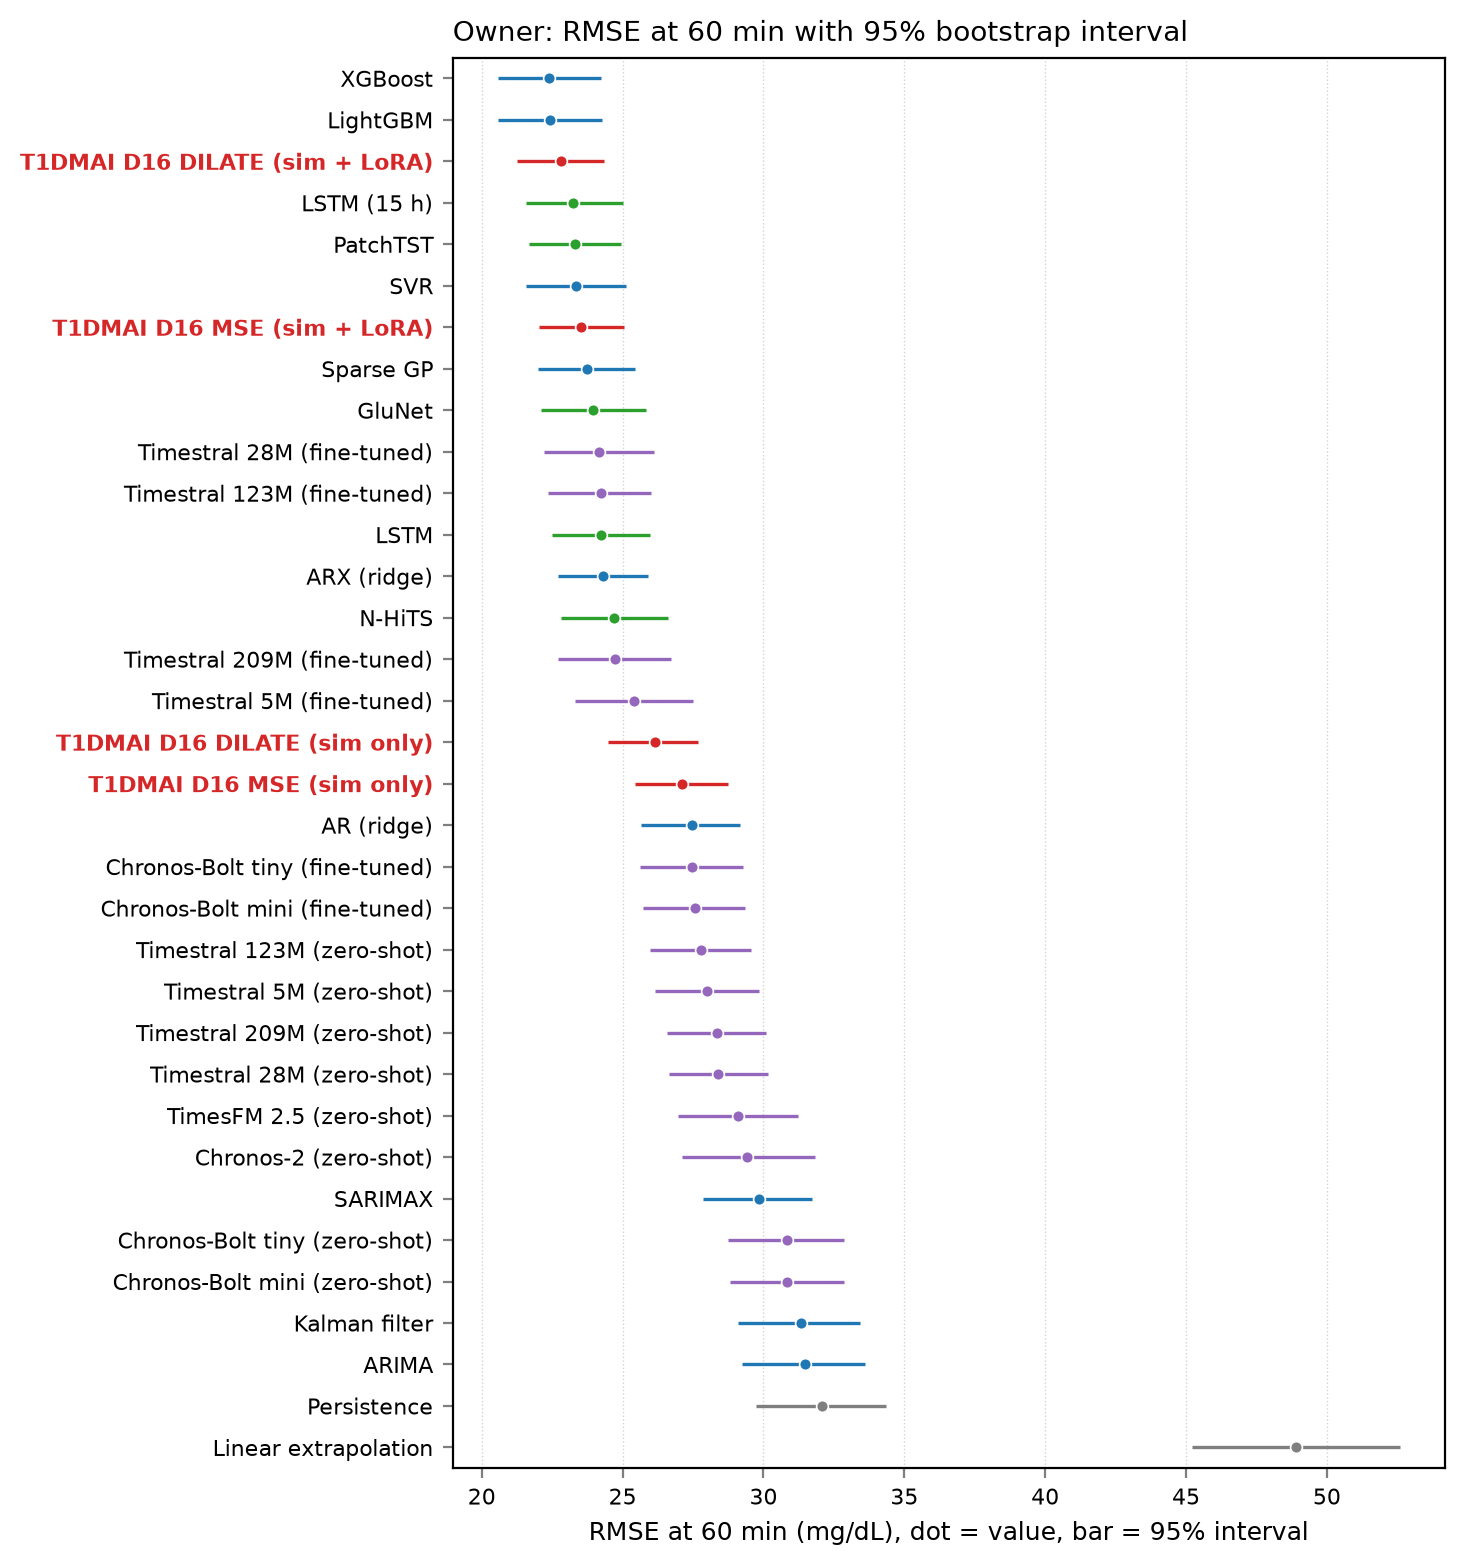 Owner: RMSE at 60 min with 95% bootstrap interval
XGBoost
LightGBM
T1DMAI D16 DILATE (sim + LoRA)
LSTM (15 h)
PatchTST
SVR
T1DMAI D16 MSE (sim + LoRA)
Sparse GP
GluNet
Timestral 28M (fine-tuned)
Timestral 123M (fine-tuned)
LSTM
ARX (ridge)
N-HiTS
Timestral 209M (fine-tuned)
Timestral 5M (fine-tuned)
T1DMAI D16 DILATE (sim only)
T1DMAI D16 MSE (sim only)
AR (ridge)
Chronos-Bolt tiny (fine-tuned)
Chronos-Bolt mini (fine-tuned)
Timestral 123M (zero-shot)
Timestral 5M (zero-shot)
Timestral 209M (zero-shot)
Timestral 28M (zero-shot)
TimesFM 2.5 (zero-shot)
Chronos-2 (zero-shot)
SARIMAX
Chronos-Bolt tiny (zero-shot)
Chronos-Bolt mini (zero-shot)
Kalman filter
ARIMA
Persistence
Linear extrapolation
20 25 30 35 40 45 50
RMSE at 60 min (mg/dL), dot = value, bar = 95% interval